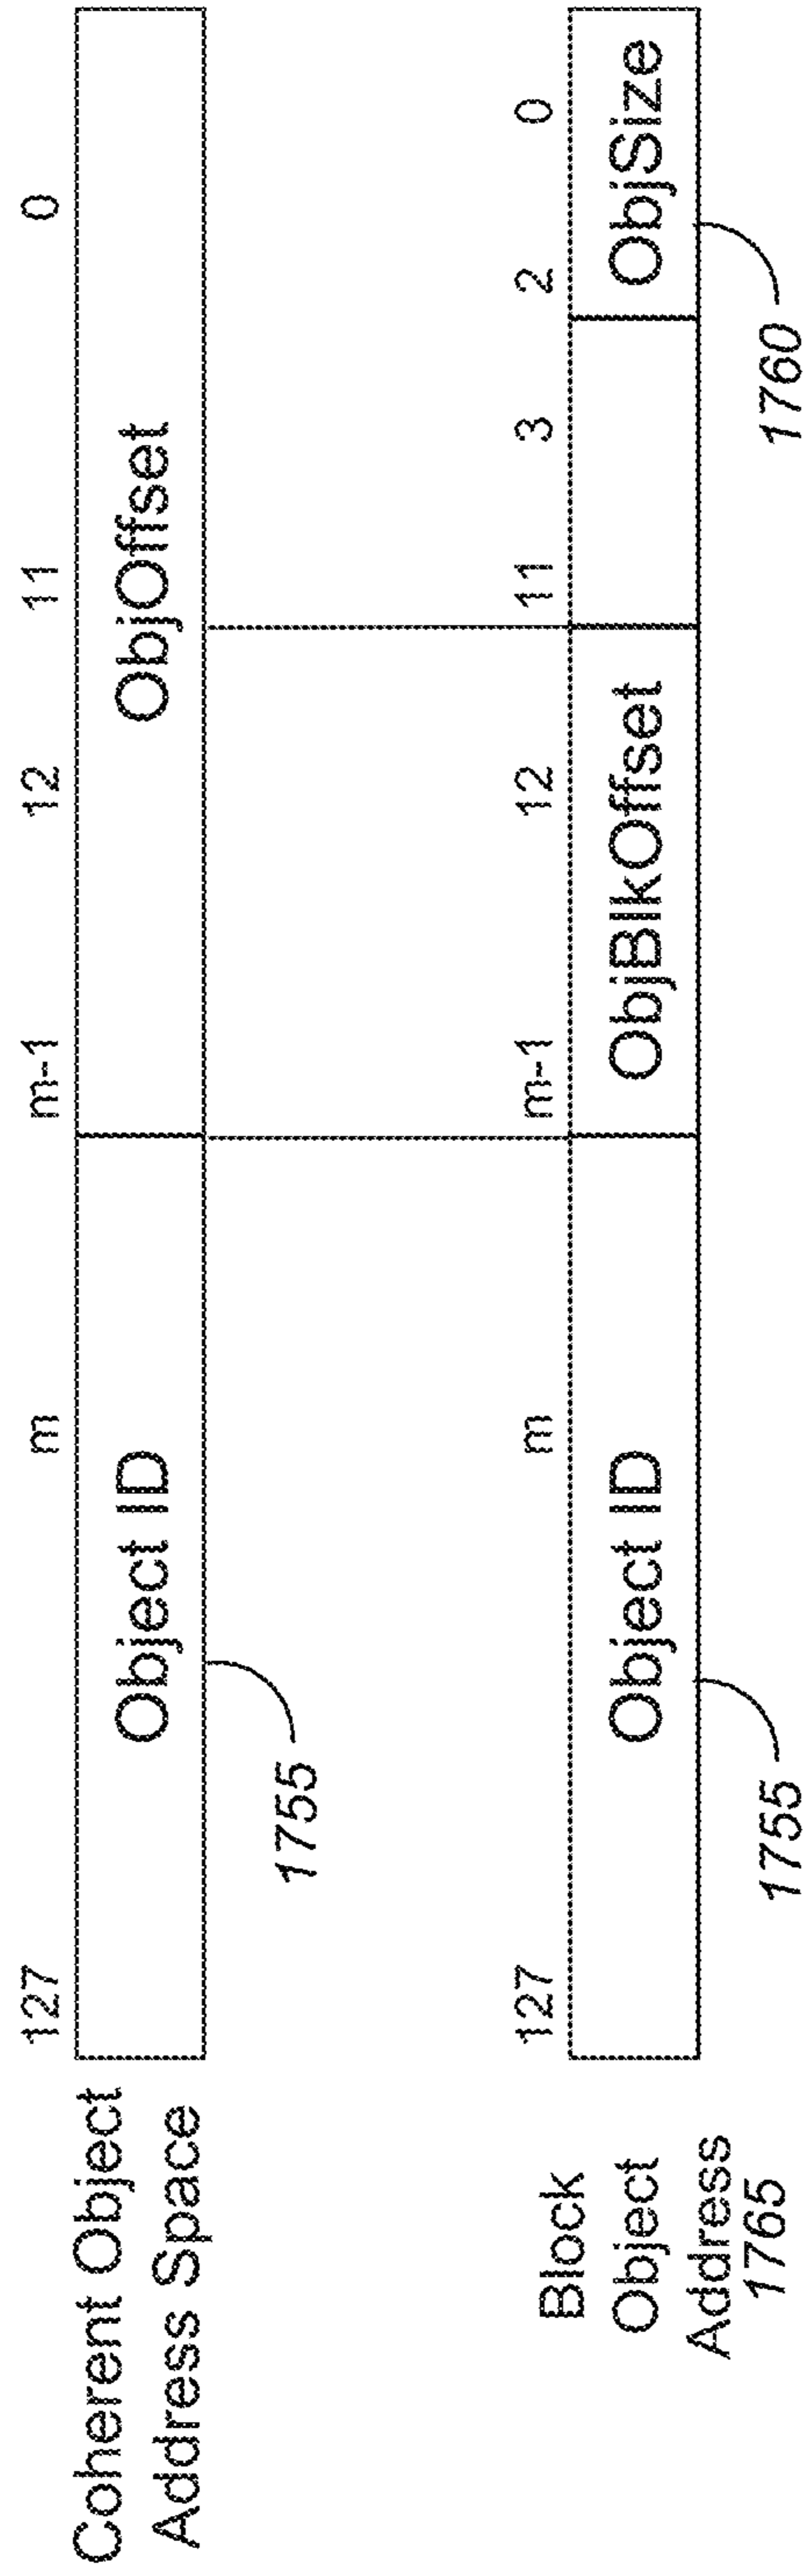 127 m m-1 12 11 0
Coherent Object
Address Space
Object ID ObjOffset
1755
127 m m-1 12 11 3 2 0
Block
Object
Address
1765
Object ID ObjBlkOffset ObjSize
1755 1760